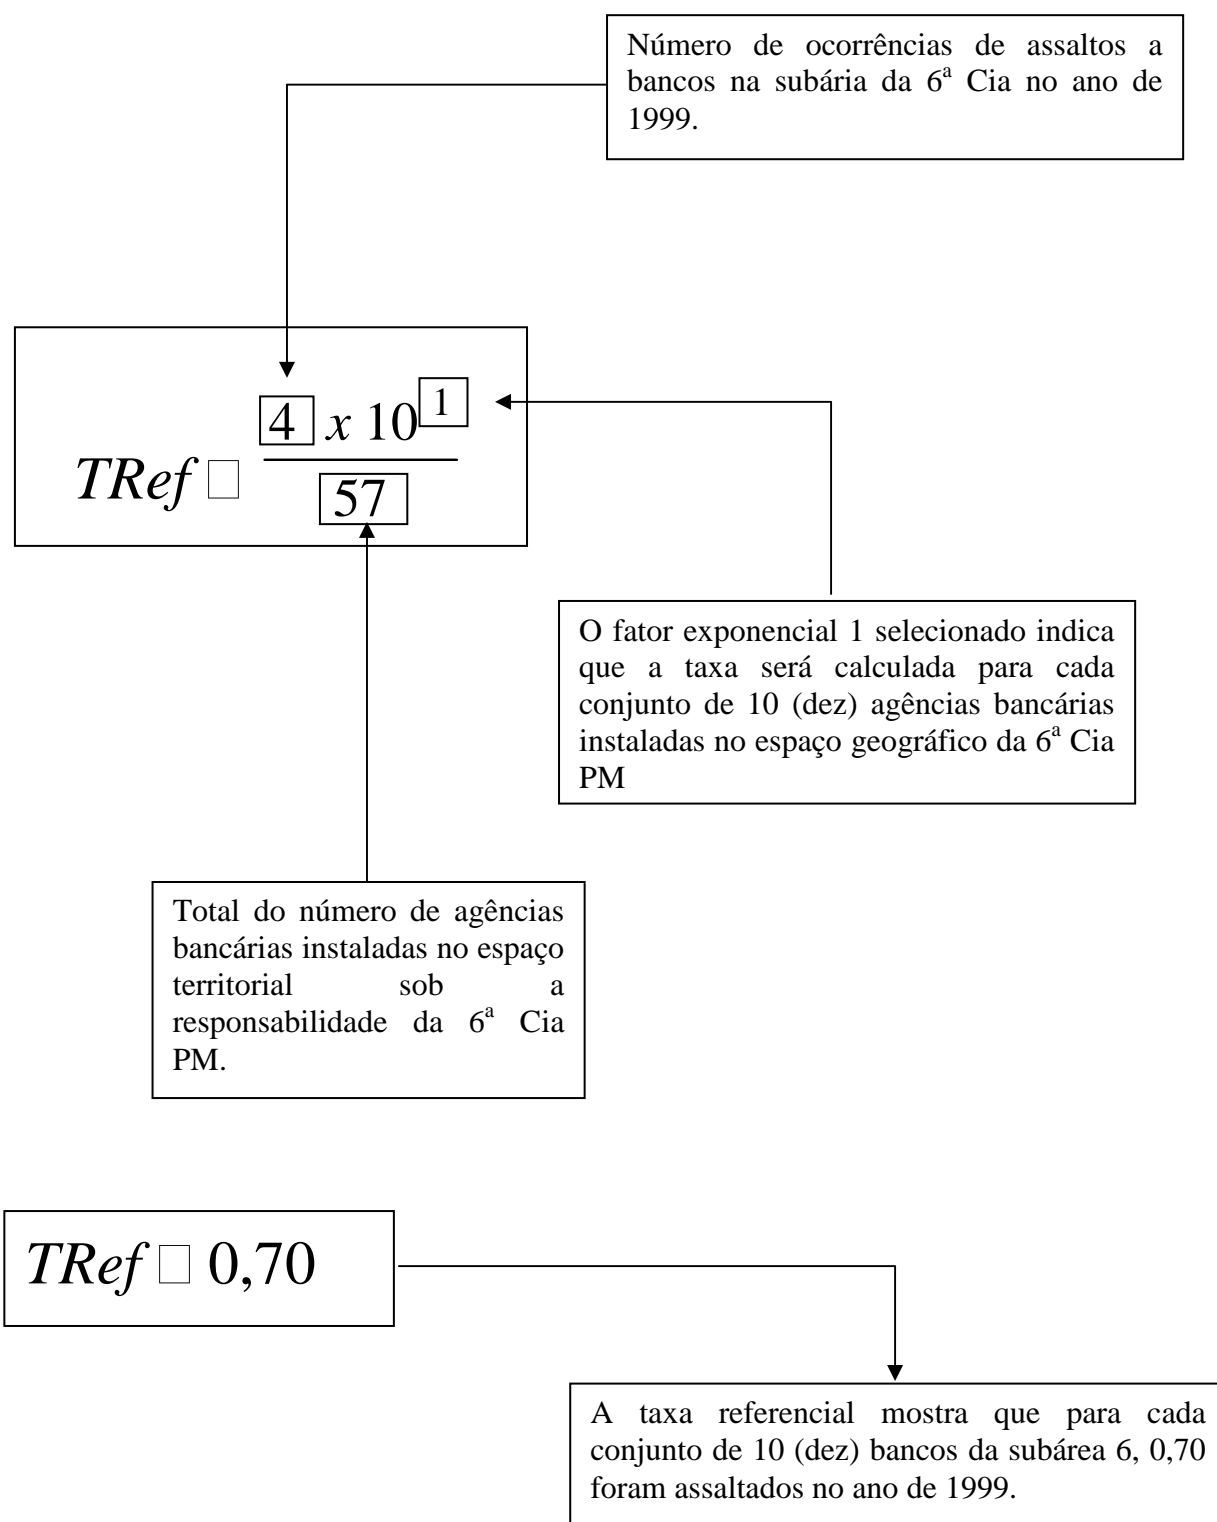 Número de ocorrências de assaltos a
bancos na subária da 6ª Cia no ano de
1999.
4 x 10^1
TRef □
57
O fator exponencial 1 selecionado indica
que a taxa será calculada para cada
conjunto de 10 (dez) agências bancárias
instaladas no espaço geográfico da 6ª Cia
PM
Total do número de agências
bancárias instaladas no espaço
territorial sob a
responsabilidade da 6ª Cia
PM.
TRef □ 0,70
A taxa referencial mostra que para cada
conjunto de 10 (dez) bancos da subárea 6, 0,70
foram assaltados no ano de 1999.